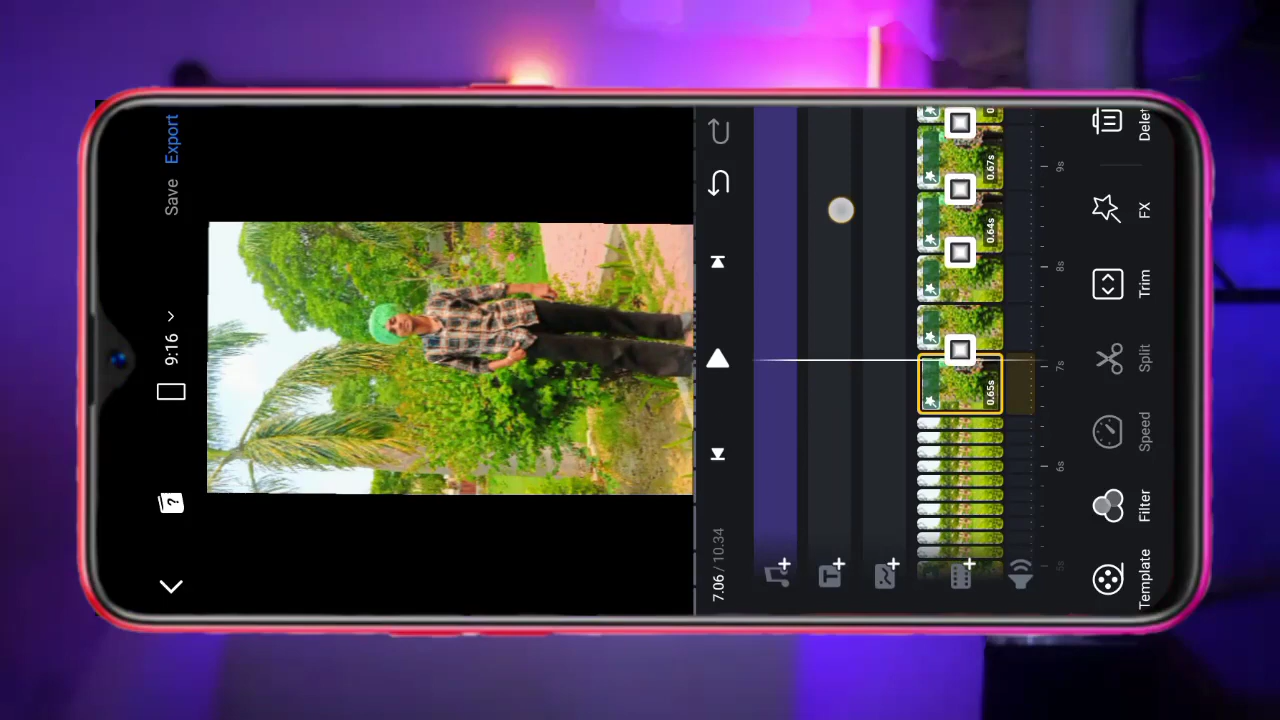 9:16
Save
Export
7.06 / 10.34
0.65s
0.64s
0.67s
5s
6s
7s
8s
9s
Template
Filter
Speed
Split
Trim
FX